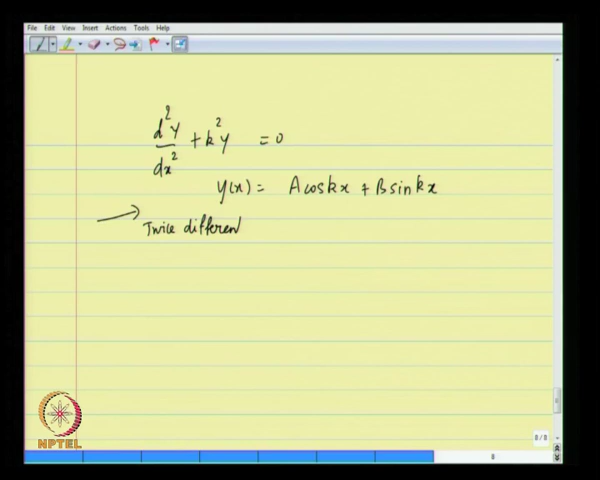 File Edit View Insert Actions Tools Help
d²y/dx² + k²y = 0
y(x) = A cos kx + B sin kx
→ Twice differen
NPTEL
8/8
8